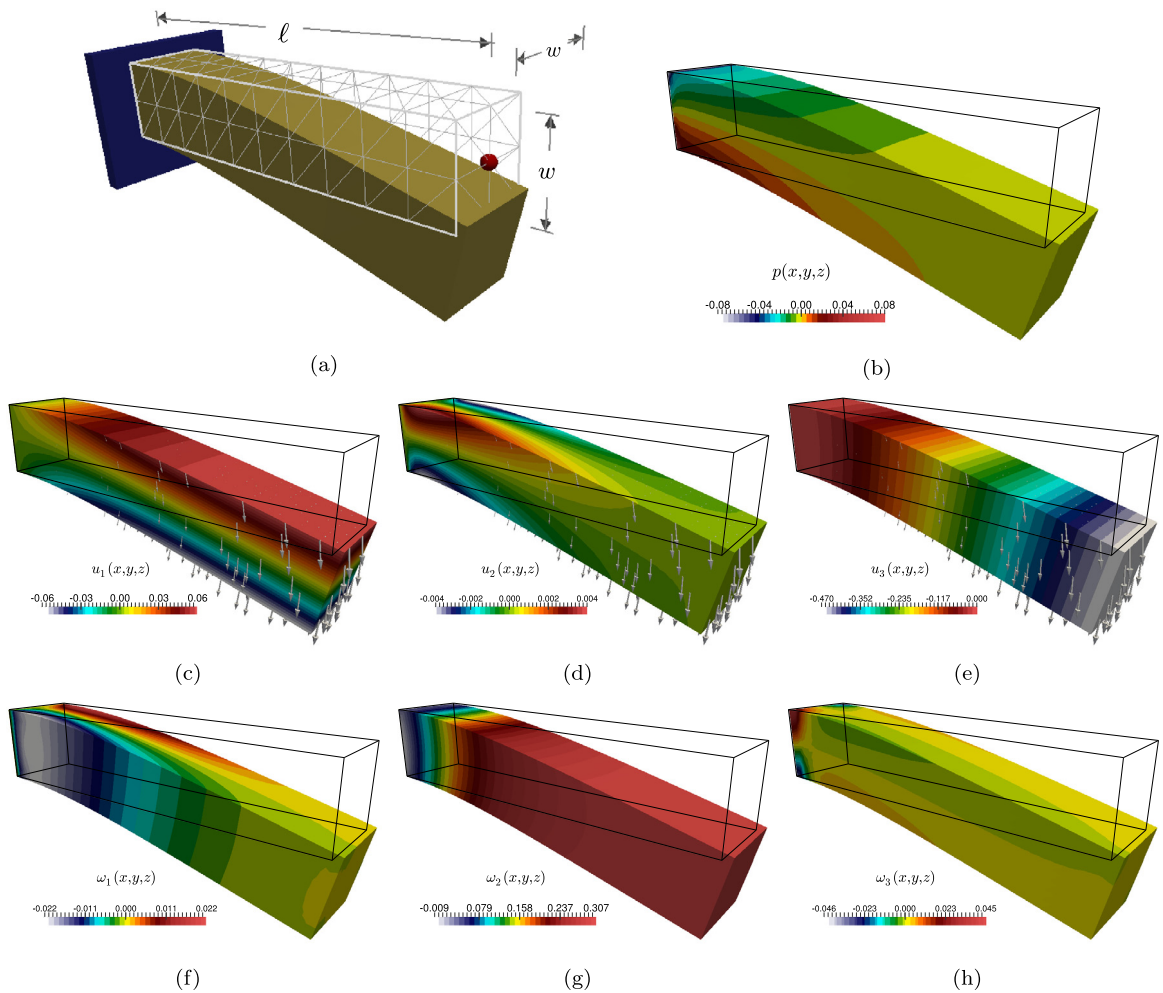 ℓ
w
w
p(x,y,z)
-0.08 -0.04 0.00 0.04 0.08
(a)
(b)
u₁(x,y,z)
-0.06 -0.03 0.00 0.03 0.06
u₂(x,y,z)
-0.004 -0.002 0.000 0.002 0.004
u₃(x,y,z)
-0.470 -0.352 -0.235 -0.117 0.000
(c)
(d)
(e)
ω₁(x,y,z)
-0.022 -0.011 0.000 0.011 0.022
ω₂(x,y,z)
-0.009 0.079 0.158 0.237 0.307
ω₃(x,y,z)
-0.046 -0.023 0.000 0.023 0.045
(f)
(g)
(h)